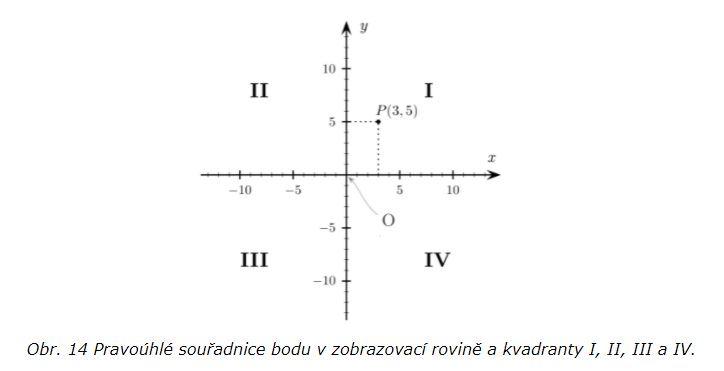 y
10
II
I
P(3, 5)
5
x
−10
−5
5
10
O
−5
III
IV
−10
Obr. 14 Pravoúhlé souřadnice bodu v zobrazovací rovině a kvadranty I, II, III a IV.